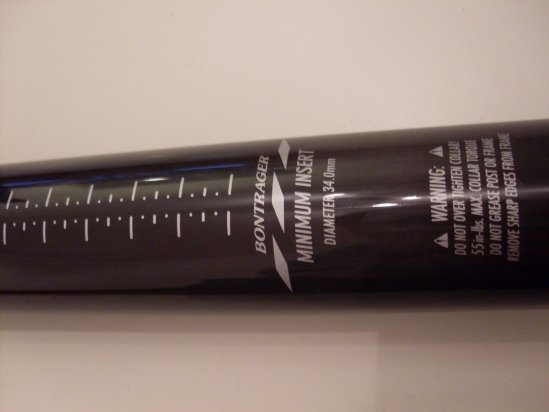 BONTRAGER
MINIMUM INSERT
DIAMETER 34.0mm
WARNING:
DO NOT OVER TIGHTEN COLLAR!
55 in-lbs. MAX. COLLAR TORQUE
DO NOT GREASE POST OR FRAME
REMOVE SHARP EDGES FROM FRAME